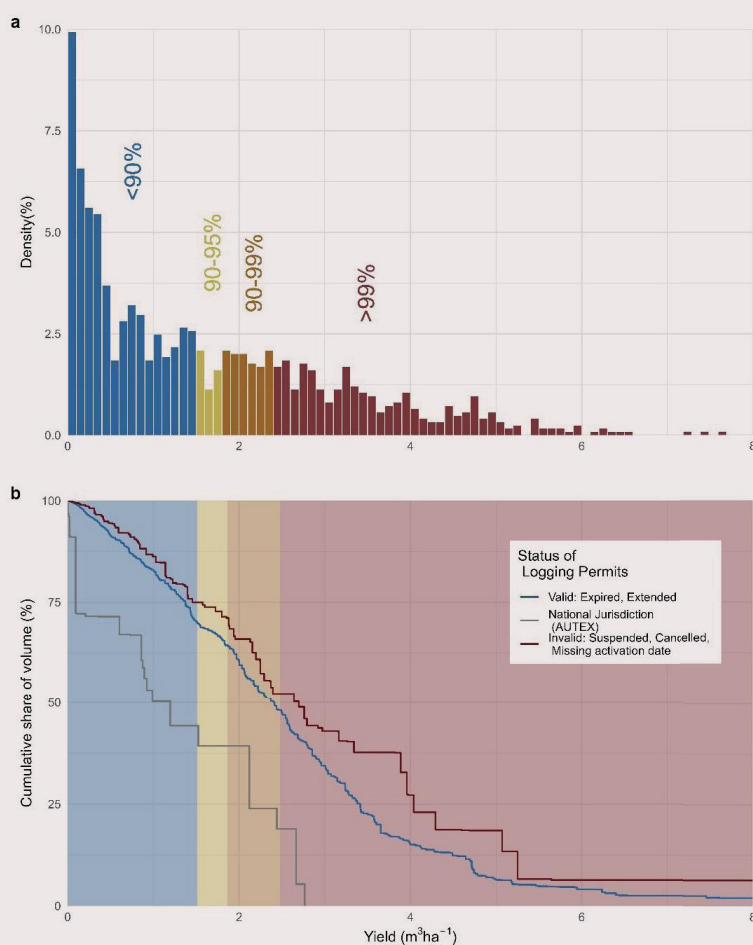 a
10.0
7.5
5.0
2.5
0.0
Density(%)
<90%
90-95%
90-99%
>99%
0
2
4
6
8
b
100
75
50
25
0
Cumulative share of volume (%)
Status of
Logging Permits
Valid: Expired, Extended
National Jurisdiction
(AUTEX)
Invalid: Suspended, Cancelled,
Missing activation date
0
2
4
6
8
Yield (m³ha⁻¹)